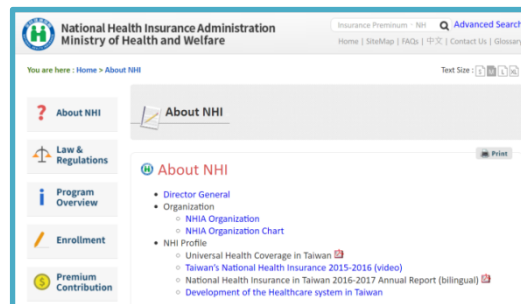 National Health Insurance Administration
Ministry of Health and Welfare
Insurance Preminum · NH
Advanced Search
Home | SiteMap | FAQs | 中文 | Contact Us | Glossary
You are here : Home > About NHI
Text Size : S M L XL
About NHI
Law &
Regulations
Program
Overview
Enrollment
Premium
Contribution
About NHI
Print
About NHI
• Director General
• Organization
○ NHIA Organization
○ NHIA Organization Chart
• NHI Profile
○ Universal Health Coverage in Taiwan
○ Taiwan's National Health Insurance 2015-2016 (video)
○ National Health Insurance in Taiwan 2016-2017 Annual Report (bilingual)
○ Development of the Healthcare system in Taiwan